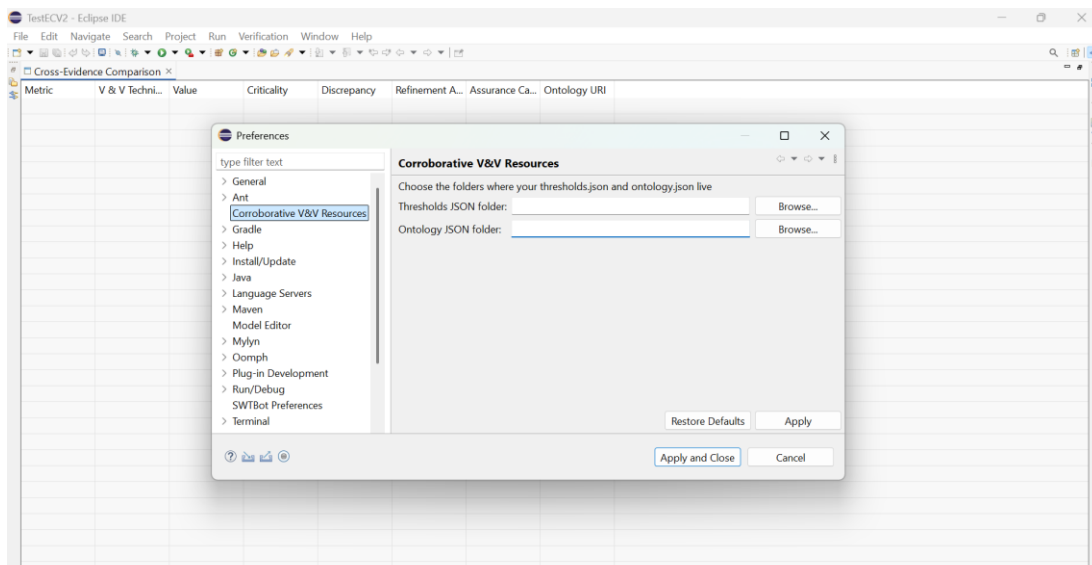 TestECV2 - Eclipse IDE
File Edit Navigate Search Project Run Verification Window Help
Cross-Evidence Comparison
Metric V & V Techni... Value Criticality Discrepancy Refinement A... Assurance Ca... Ontology URI
Preferences
type filter text
General
Ant
Corroborative V&V Resources
Gradle
Help
Install/Update
Java
Language Servers
Maven
Model Editor
Mylyn
Oomph
Plug-in Development
Run/Debug
SWTBot Preferences
Terminal
Corroborative V&V Resources
Choose the folders where your thresholds.json and ontology.json live
Thresholds JSON folder: Browse...
Ontology JSON folder: Browse...
Restore Defaults Apply
Apply and Close Cancel